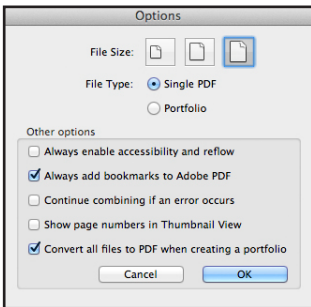 Options
File Size:
File Type: Single PDF
Portfolio
Other options
Always enable accessibility and reflow
Always add bookmarks to Adobe PDF
Continue combining if an error occurs
Show page numbers in Thumbnail View
Convert all files to PDF when creating a portfolio
Cancel OK